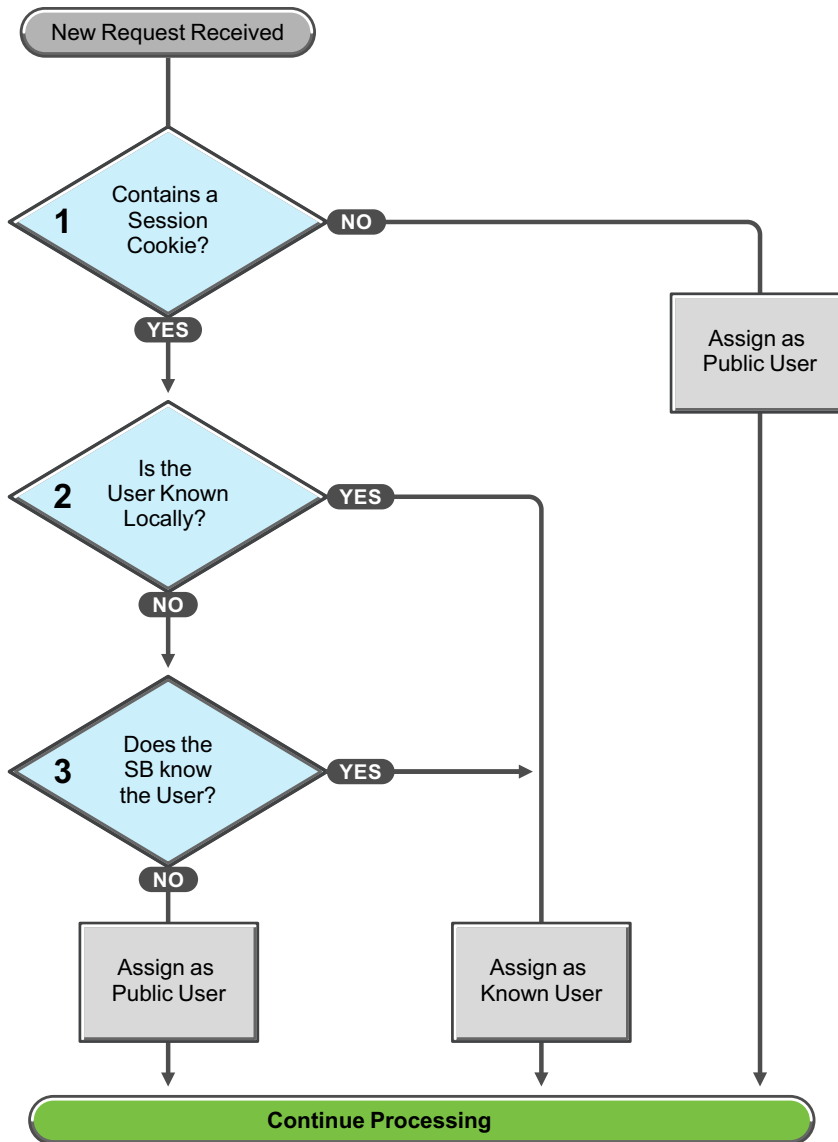 New Request Received
1
Contains a
Session
Cookie?
NO
YES
Assign as
Public User
2
Is the
User Known
Locally?
YES
NO
3
Does the
SB know
the User?
YES
NO
Assign as
Public User
Assign as
Known User
Continue Processing